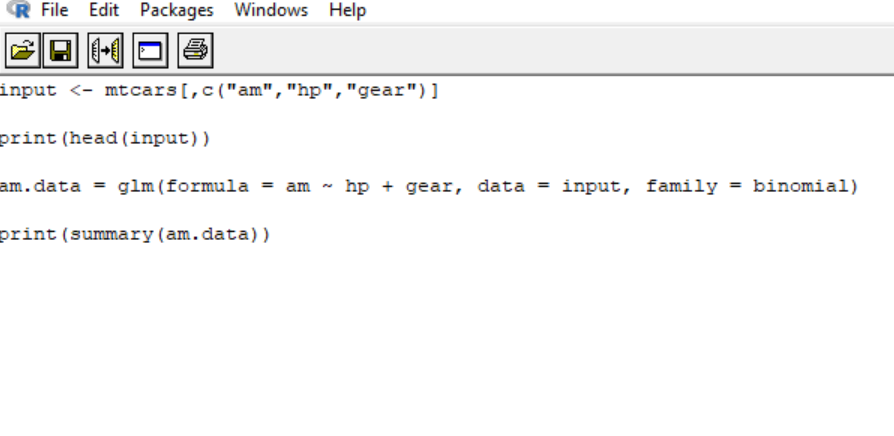 R File Edit Packages Windows Help
input <- mtcars[,c("am","hp","gear")]
print(head(input))
am.data = glm(formula = am ~ hp + gear, data = input, family = binomial)
print(summary(am.data))